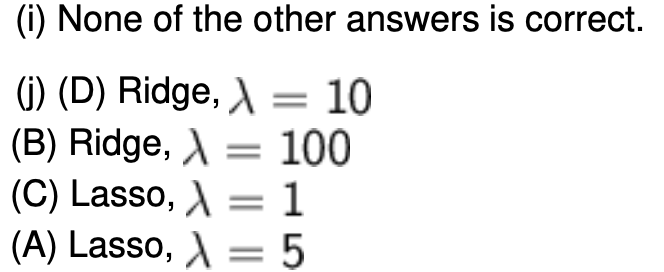 (i) None of the other answers is correct.
(j) (D) Ridge, λ = 10
(B) Ridge, λ = 100
(C) Lasso, λ = 1
(A) Lasso, λ = 5